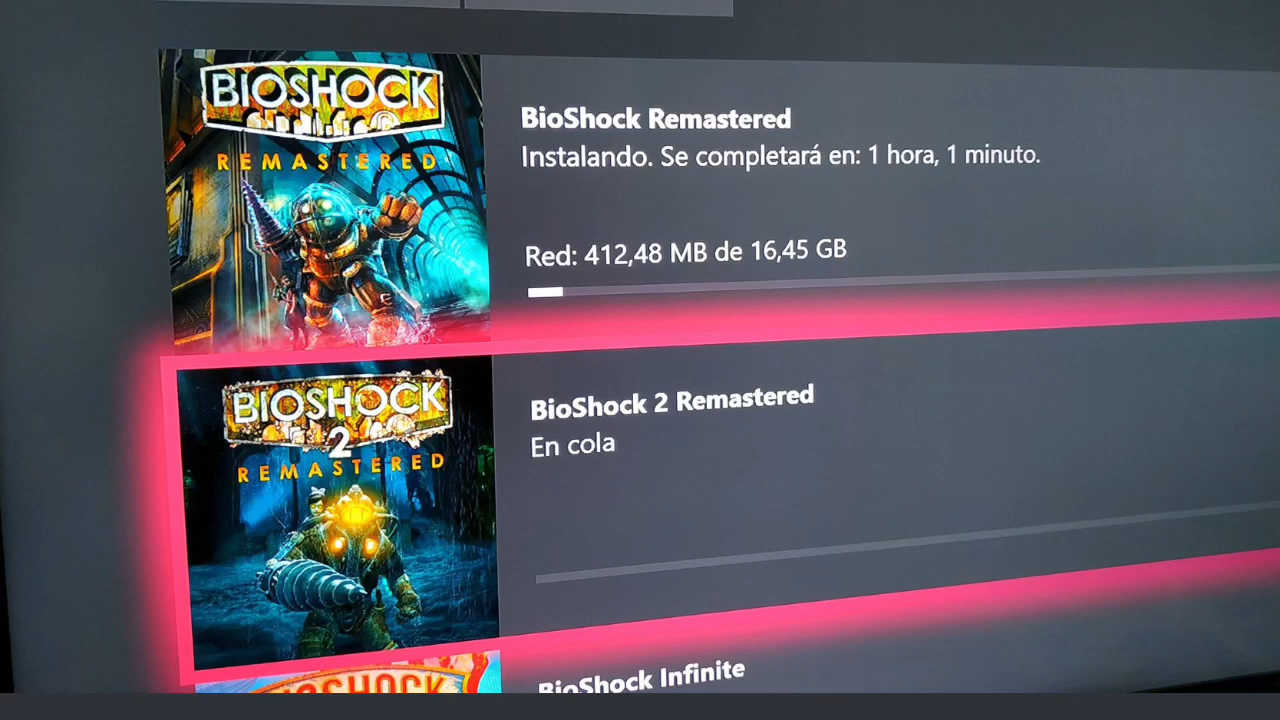 BIOSHOCK
REMASTERED
BioShock Remastered
Instalando. Se completará en: 1 hora, 1 minuto.
Red: 412,48 MB de 16,45 GB
BIOSHOCK
2
REMASTERED
BioShock 2 Remastered
En cola
BIOSHOCK
BioShock Infinite